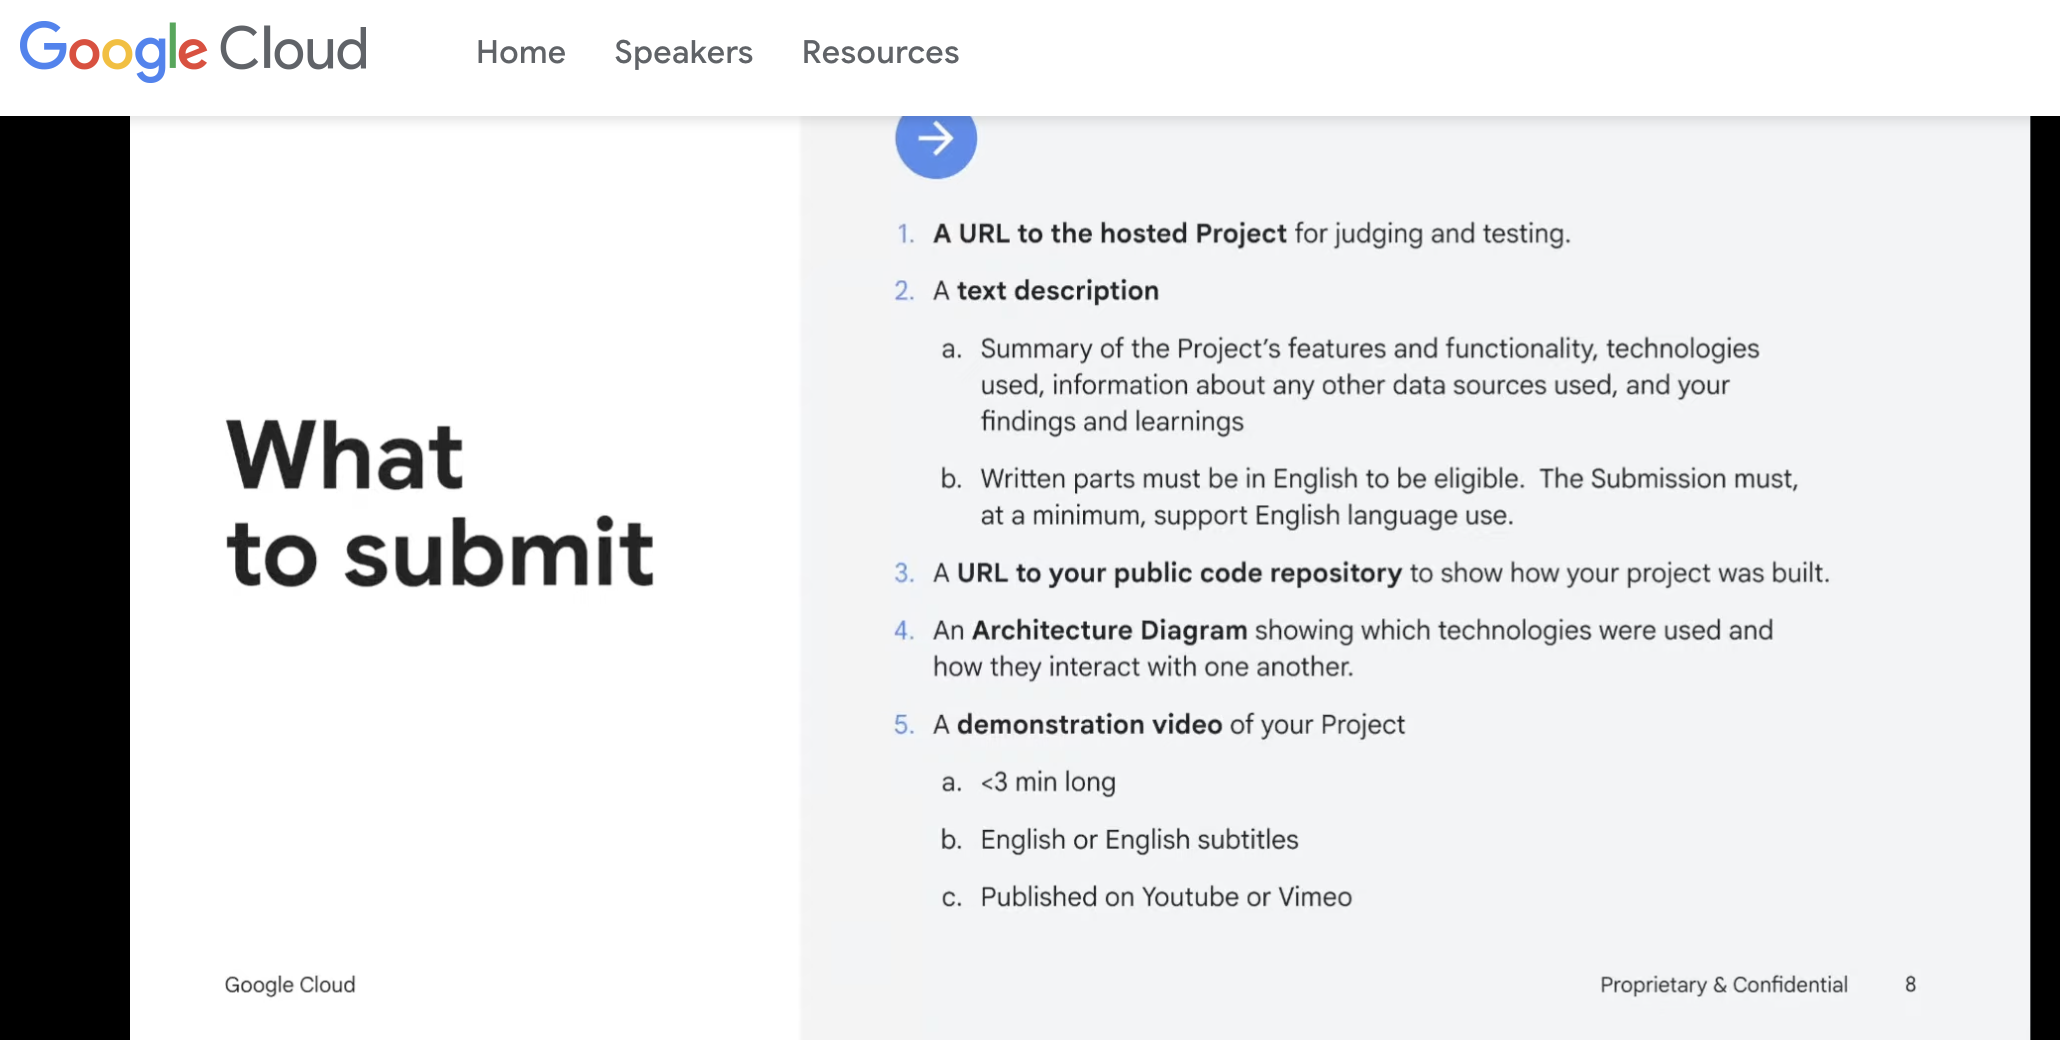 Google Cloud Home Speakers Resources
What
to submit
1. A URL to the hosted Project for judging and testing.
2. A text description
a. Summary of the Project's features and functionality, technologies
used, information about any other data sources used, and your
findings and learnings
b. Written parts must be in English to be eligible. The Submission must,
at a minimum, support English language use.
3. A URL to your public code repository to show how your project was built.
4. An Architecture Diagram showing which technologies were used and
how they interact with one another.
5. A demonstration video of your Project
a. <3 min long
b. English or English subtitles
c. Published on Youtube or Vimeo
Google Cloud
Proprietary & Confidential 8